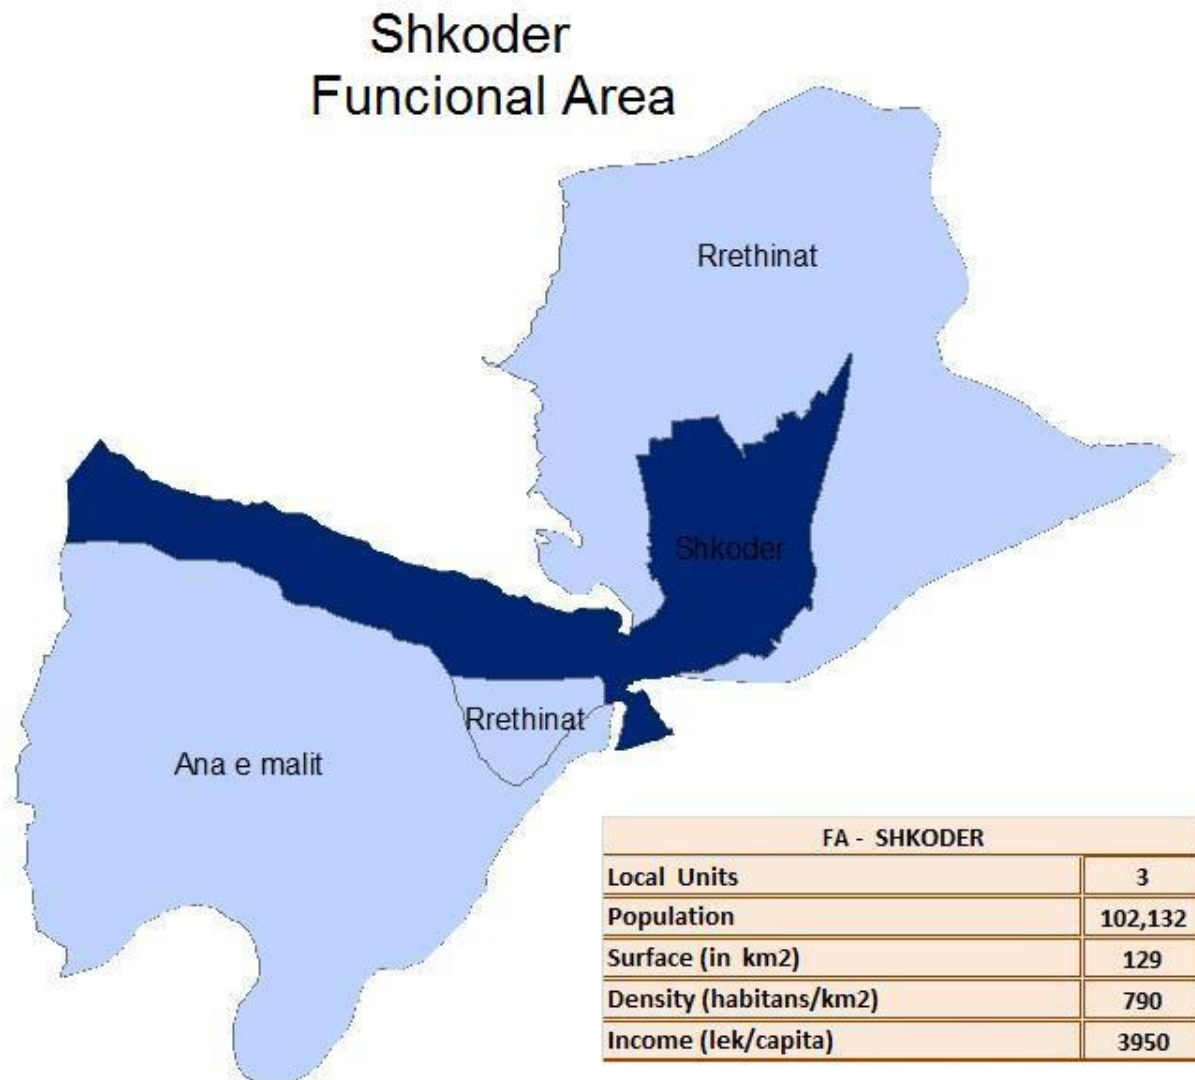 Shkoder
Funcional Area
Rrethinat
Shkoder
Rrethinat
Ana e malit
FA - SHKODER
Local Units 3
Population 102,132
Surface (in km2) 129
Density (habitans/km2) 790
Income (lek/capita) 3950